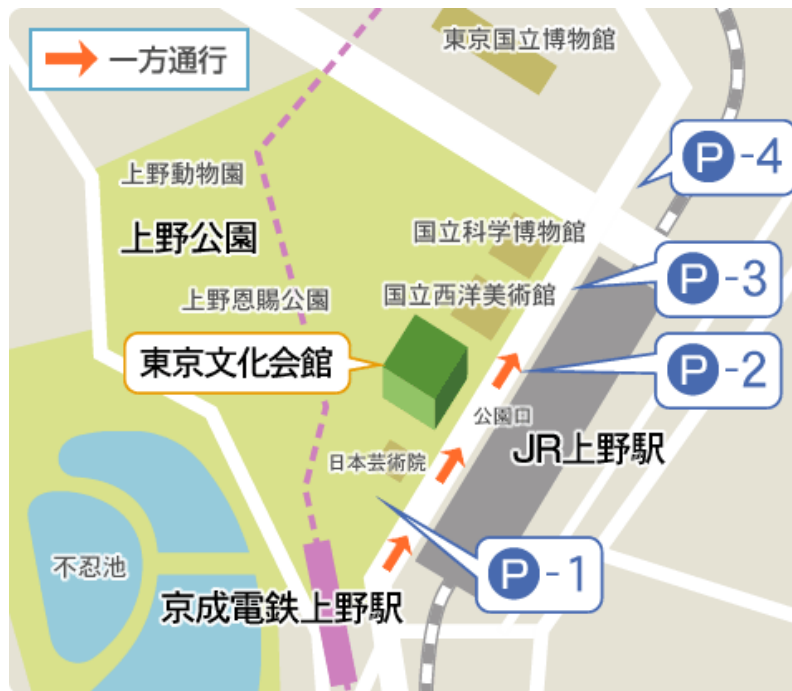 一方通行
東京国立博物館
P-4
上野動物園
上野公園
国立科学博物館
P-3
上野恩賜公園
国立西洋美術館
東京文化会館
P-2
公園口
JR上野駅
日本芸術院
不忍池
P-1
京成電鉄上野駅